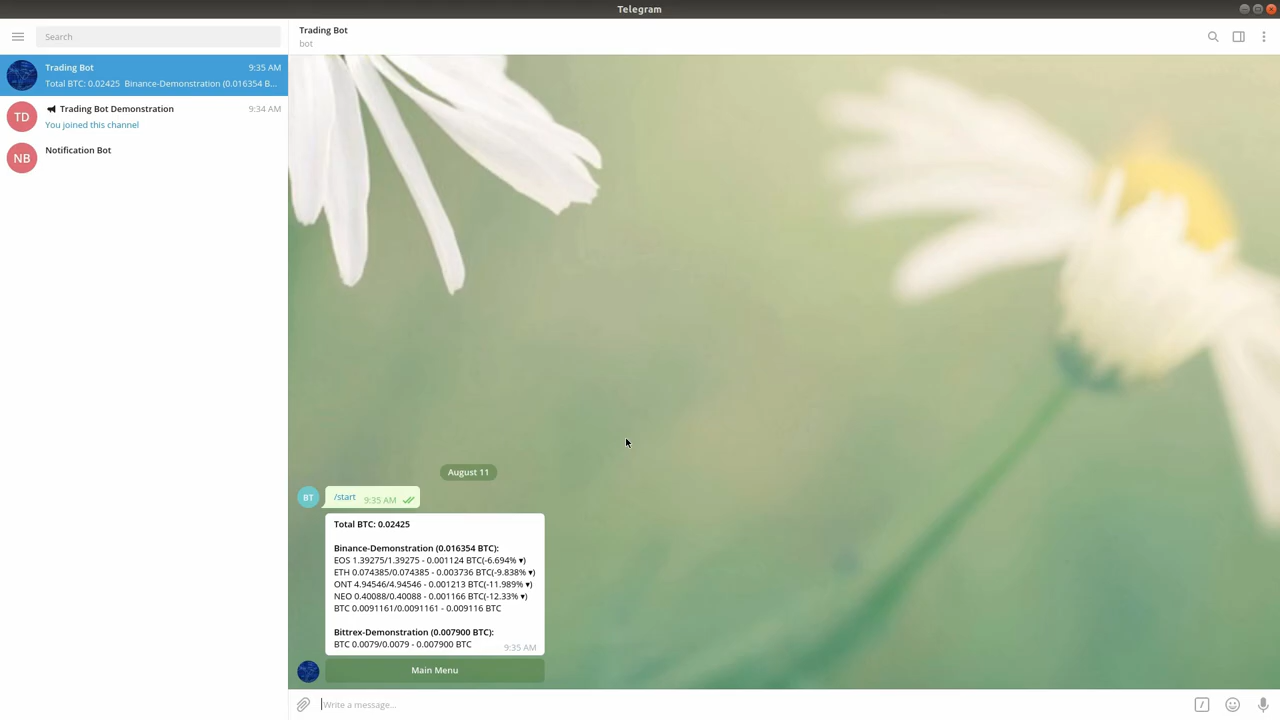 Telegram
Search
Trading Bot
9:35 AM
Total BTC: 0.02425 Binance-Demonstration (0.016354 B...
TD
Trading Bot Demonstration
9:34 AM
You joined this channel
NB
Notification Bot
Trading Bot
bot
August 11
BT
/start
9:35 AM
Total BTC: 0.02425
Binance-Demonstration (0.016354 BTC):
EOS 1.39275/1.39275 - 0.001124 BTC(-6.694% ▾)
ETH 0.074385/0.074385 - 0.003736 BTC(-9.838% ▾)
ONT 4.94546/4.94546 - 0.001213 BTC(-11.989% ▾)
NEO 0.40088/0.40088 - 0.001166 BTC(-12.33% ▾)
BTC 0.0091161/0.0091161 - 0.009116 BTC
Bittrex-Demonstration (0.007900 BTC):
BTC 0.0079/0.0079 - 0.007900 BTC
9:35 AM
Main Menu
Write a message...